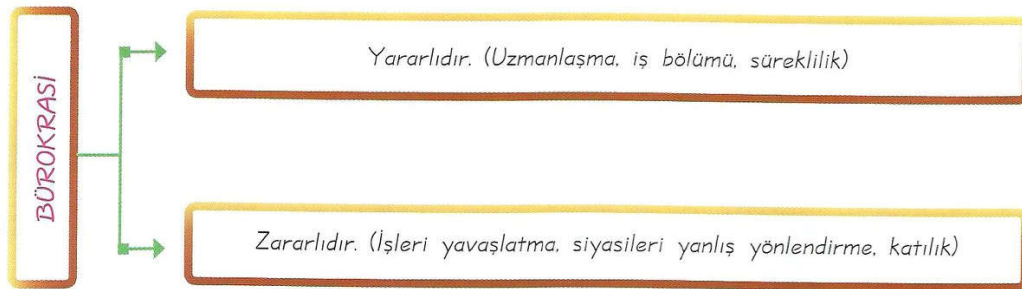 BÜROKRASİ
Yararlıdır. (Uzmanlaşma, iş bölümü, süreklilik)
Zararlıdır. (İşleri yavaşlatma, siyasileri yanlış yönlendirme, katılık)